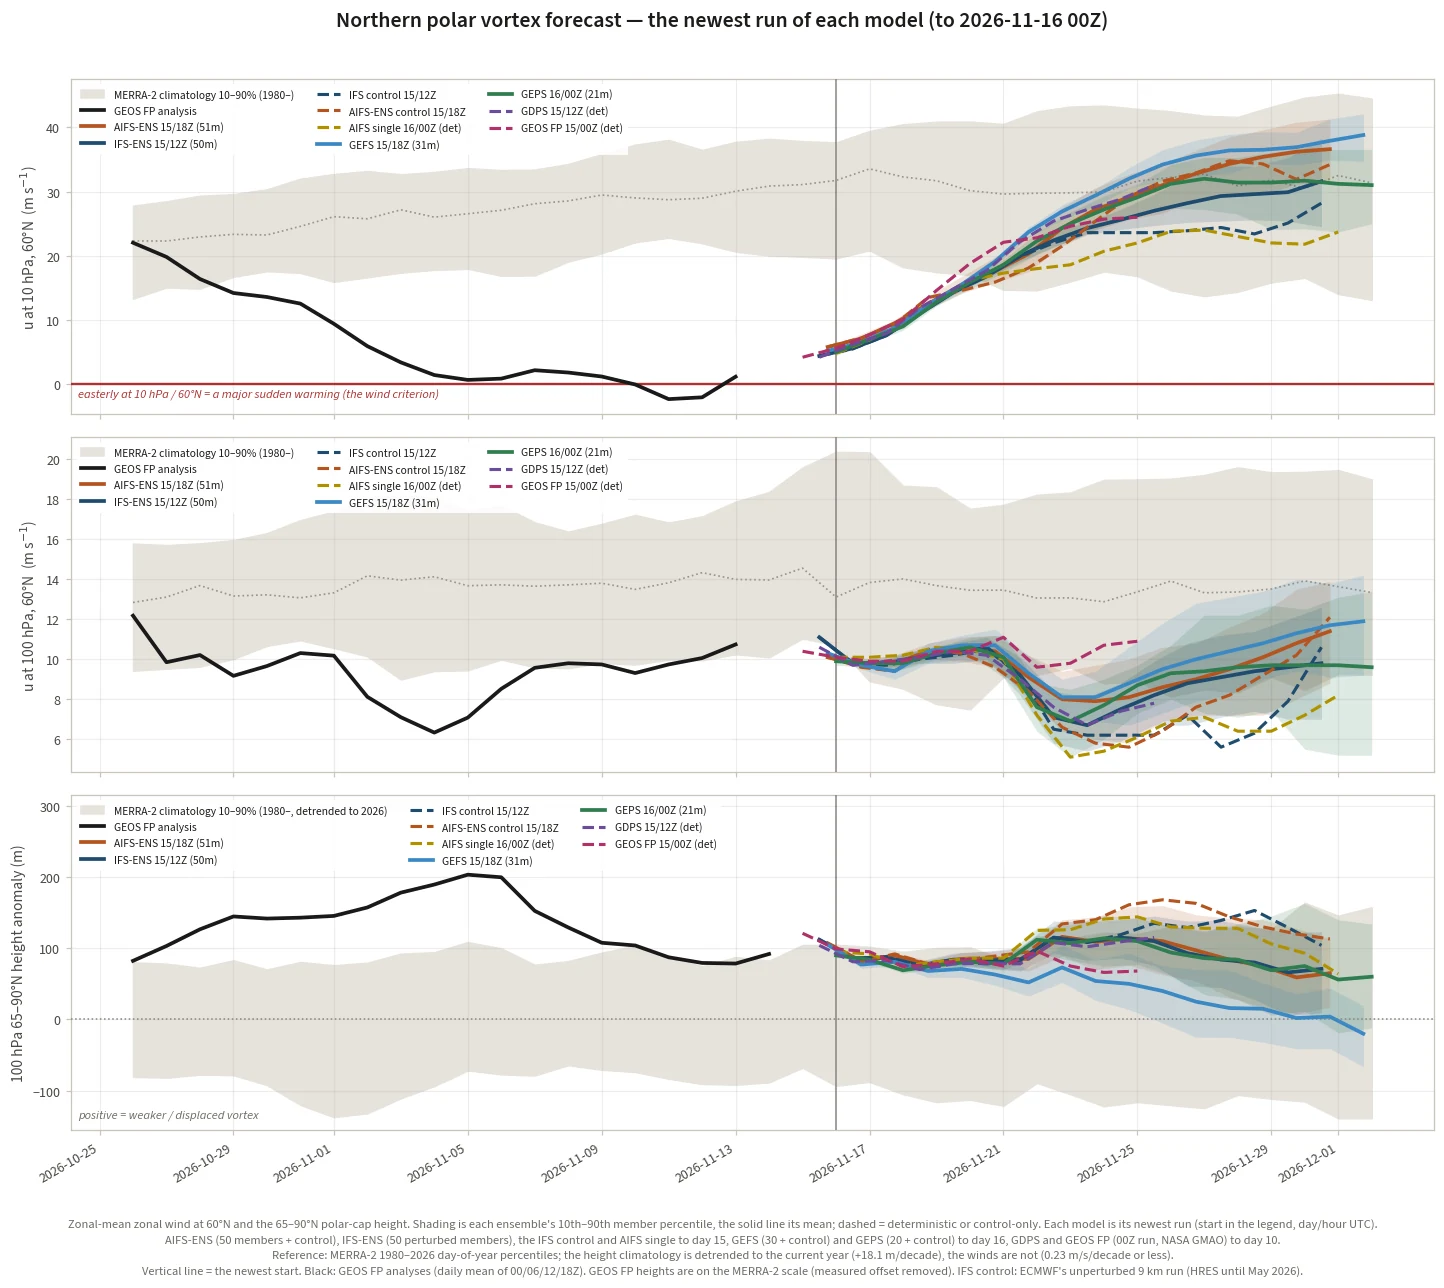 Northern polar vortex forecast — the newest run of each model (to 2026-11-16 00Z)
MERRA-2 climatology 10–90% (1980–)
GEOS FP analysis
AIFS-ENS 15/18Z (51m)
IFS-ENS 15/12Z (50m)
IFS control 15/12Z
AIFS-ENS control 15/18Z
AIFS single 16/00Z (det)
GEFS 15/18Z (31m)
GEPS 16/00Z (21m)
GDPS 15/12Z (det)
GEOS FP 15/00Z (det)
u at 10 hPa, 60°N (m s⁻¹)
40
30
20
10
0
easterly at 10 hPa / 60°N = a major sudden warming (the wind criterion)
MERRA-2 climatology 10–90% (1980–)
GEOS FP analysis
AIFS-ENS 15/18Z (51m)
IFS-ENS 15/12Z (50m)
IFS control 15/12Z
AIFS-ENS control 15/18Z
AIFS single 16/00Z (det)
GEFS 15/18Z (31m)
GEPS 16/00Z (21m)
GDPS 15/12Z (det)
GEOS FP 15/00Z (det)
u at 100 hPa, 60°N (m s⁻¹)
20
18
16
14
12
10
8
6
MERRA-2 climatology 10–90% (1980–, detrended to 2026)
GEOS FP analysis
AIFS-ENS 15/18Z (51m)
IFS-ENS 15/12Z (50m)
IFS control 15/12Z
AIFS-ENS control 15/18Z
AIFS single 16/00Z (det)
GEFS 15/18Z (31m)
GEPS 16/00Z (21m)
GDPS 15/12Z (det)
GEOS FP 15/00Z (det)
100 hPa 65–90°N height anomaly (m)
300
200
100
0
−100
positive = weaker / displaced vortex
2026-10-25
2026-10-29
2026-11-01
2026-11-05
2026-11-09
2026-11-13
2026-11-17
2026-11-21
2026-11-25
2026-11-29
2026-12-01
Zonal-mean zonal wind at 60°N and the 65–90°N polar-cap height. Shading is each ensemble's 10th–90th member percentile, the solid line its mean; dashed = deterministic or control-only. Each model is its newest run (start in the legend, day/hour UTC).
AIFS-ENS (50 members + control), IFS-ENS (50 perturbed members), the IFS control and AIFS single to day 15, GEFS (30 + control) and GEPS (20 + control) to day 16, GDPS and GEOS FP (00Z run, NASA GMAO) to day 10.
Reference: MERRA-2 1980–2026 day-of-year percentiles; the height climatology is detrended to the current year (+18.1 m/decade), the winds are not (0.23 m/s/decade or less).
Vertical line = the newest start. Black: GEOS FP analyses (daily mean of 00/06/12/18Z). GEOS FP heights are on the MERRA-2 scale (measured offset removed). IFS control: ECMWF's unperturbed 9 km run (HRES until May 2026).